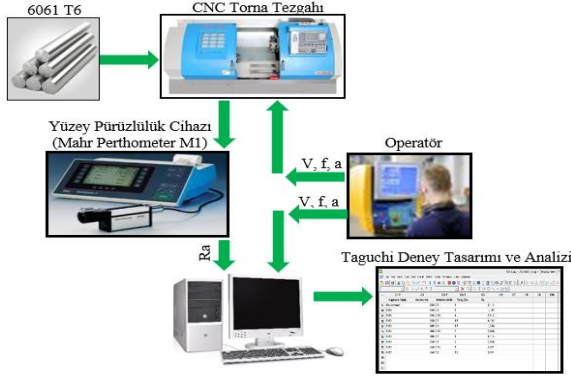 6061 T6
CNC Torna Tezgahı
Yüzey Pürüzlülük Cihazı
(Mahr Perthometer M1)
Operatör
V, f, a
V, f, a
Ra
Taguchi Deney Tasarımı ve Analizi